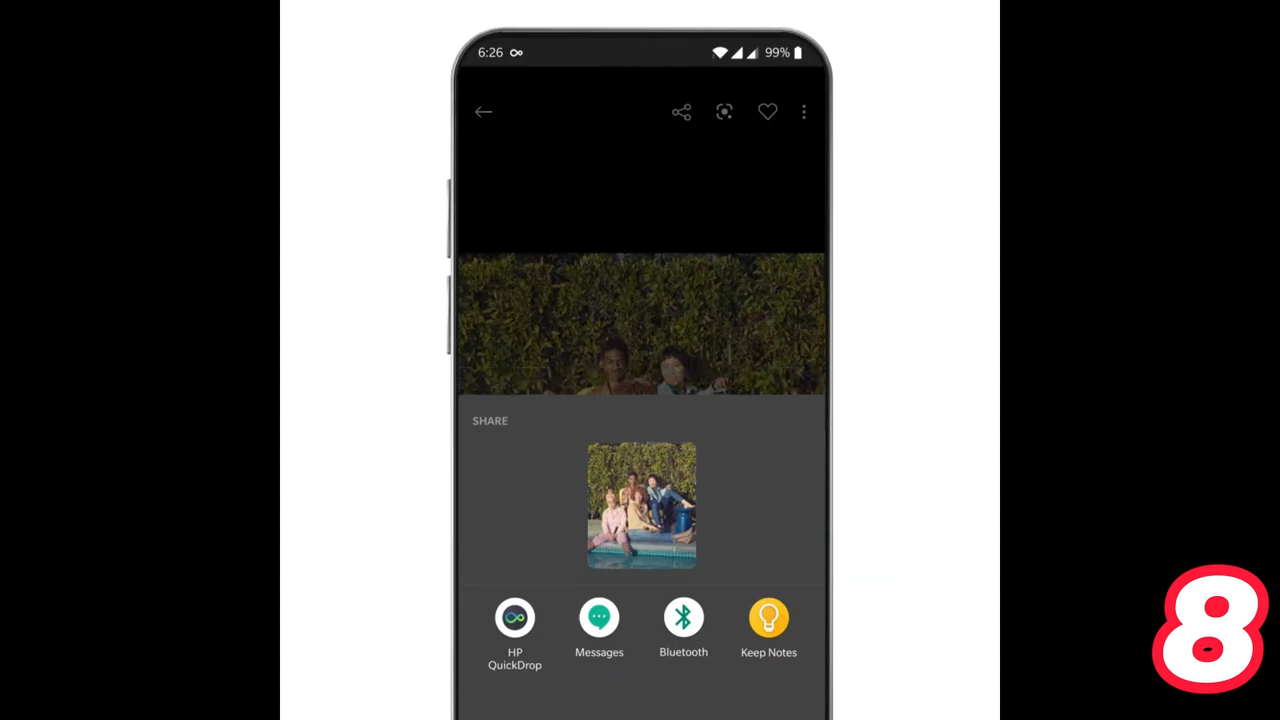 6:26
99%
SHARE
HP
QuickDrop
Messages
Bluetooth
Keep Notes
8